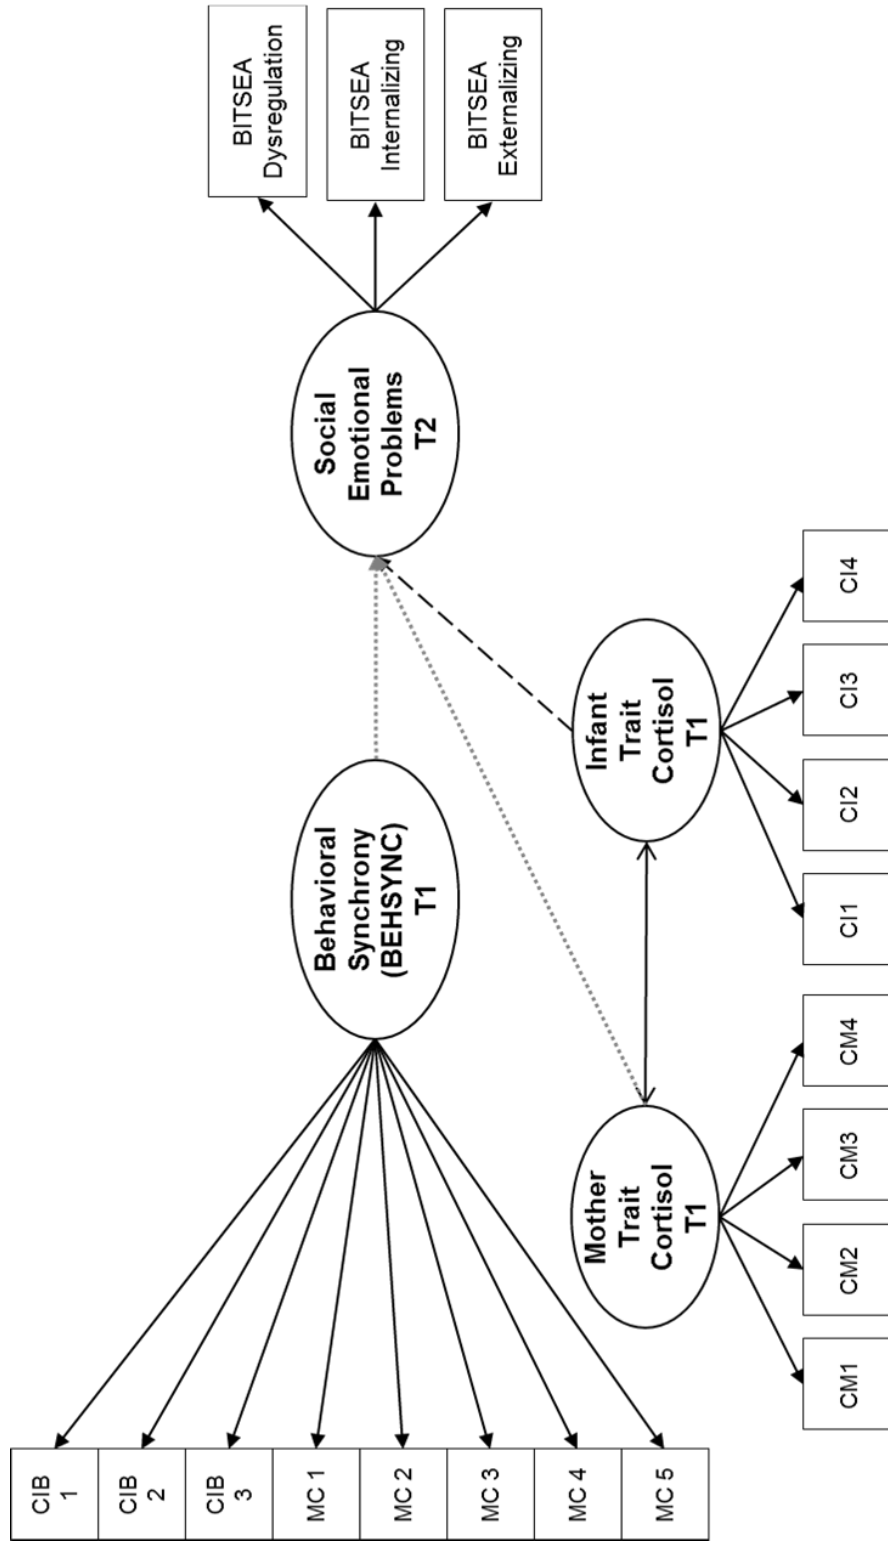 CIB
1
CIB
2
CIB
3
MC 1
MC 2
MC 3
MC 4
MC 5
Behavioral
Synchrony
(BEHSYNC)
T1
Social
Emotional
Problems
T2
BITSEA
Dysregulation
BITSEA
Internalizing
BITSEA
Externalizing
Mother
Trait
Cortisol
T1
Infant
Trait
Cortisol
T1
CM1
CM2
CM3
CM4
CI1
CI2
CI3
CI4